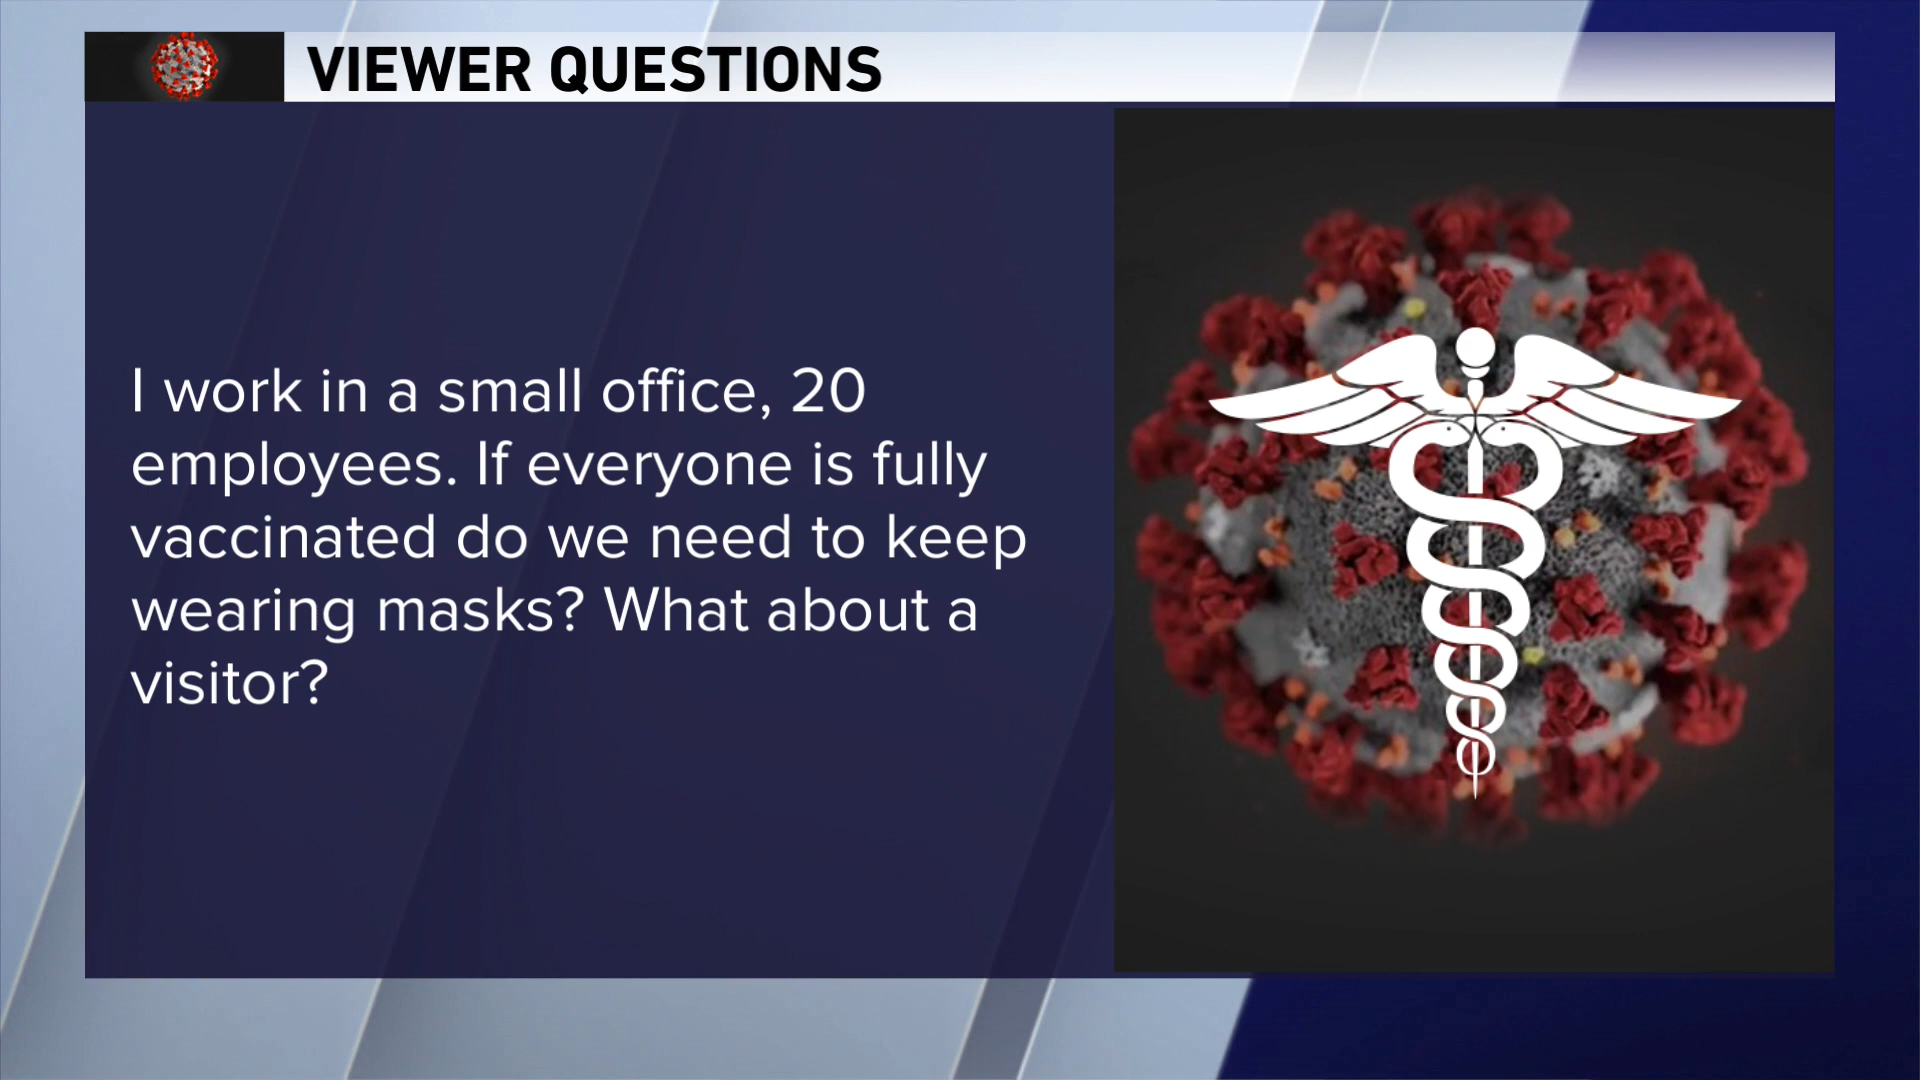 VIEWER QUESTIONS
I work in a small office, 20
employees. If everyone is fully
vaccinated do we need to keep
wearing masks? What about a
visitor?